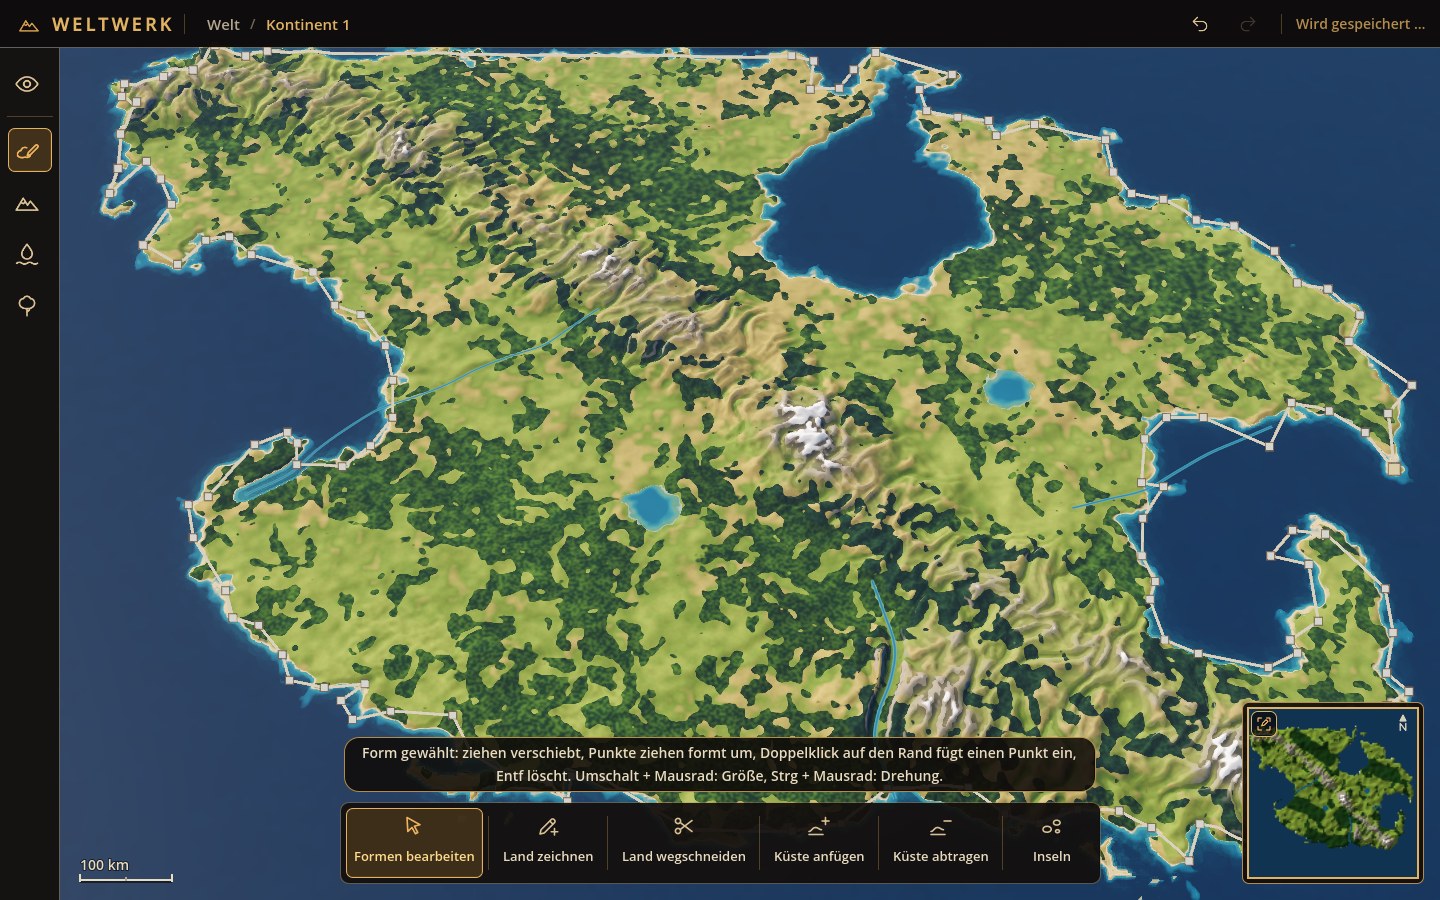 WELTWERK
Welt / Kontinent 1
Wird gespeichert ...
Form gewählt: ziehen verschiebt, Punkte ziehen formt um, Doppelklick auf den Rand fügt einen Punkt ein,
Entf löscht. Umschalt + Mausrad: Größe, Strg + Mausrad: Drehung.
Formen bearbeiten
Land zeichnen
Land wegschneiden
Küste anfügen
Küste abtragen
Inseln
100 km
N